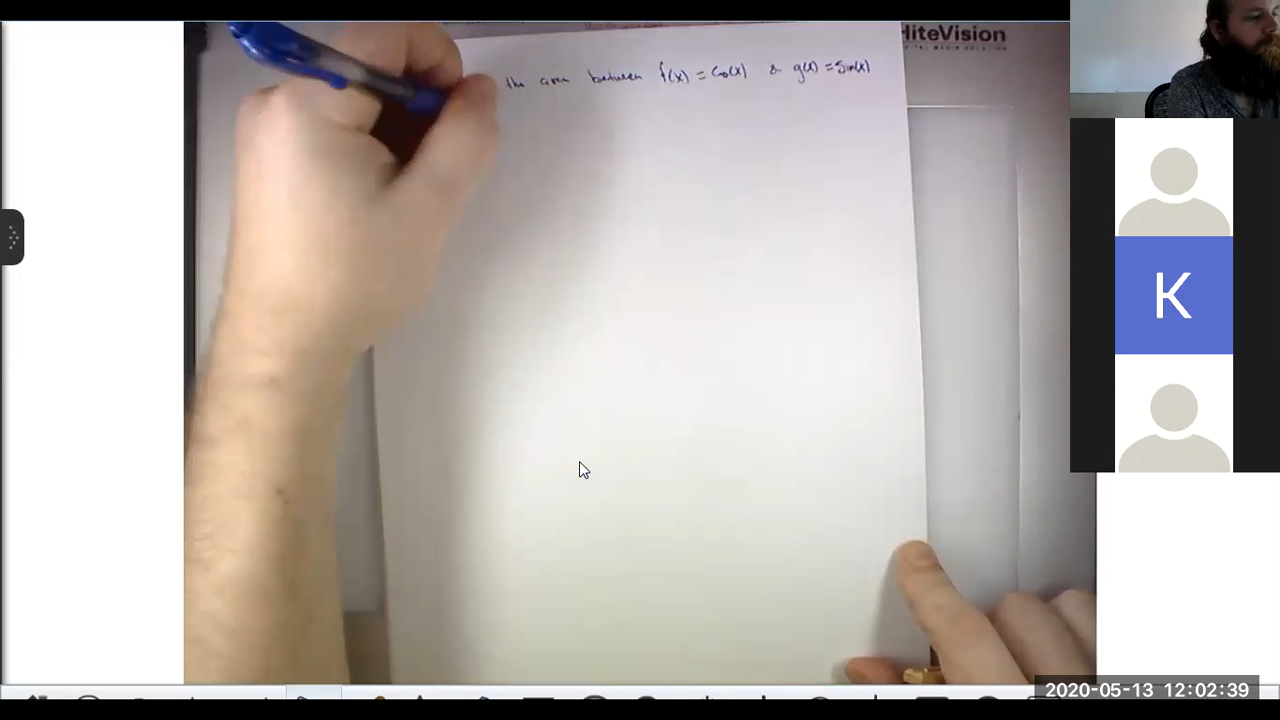 HiteVision
the area between f(x) = Cos(x) & g(x) = Sin(x)
K
2020-05-13 12:02:39